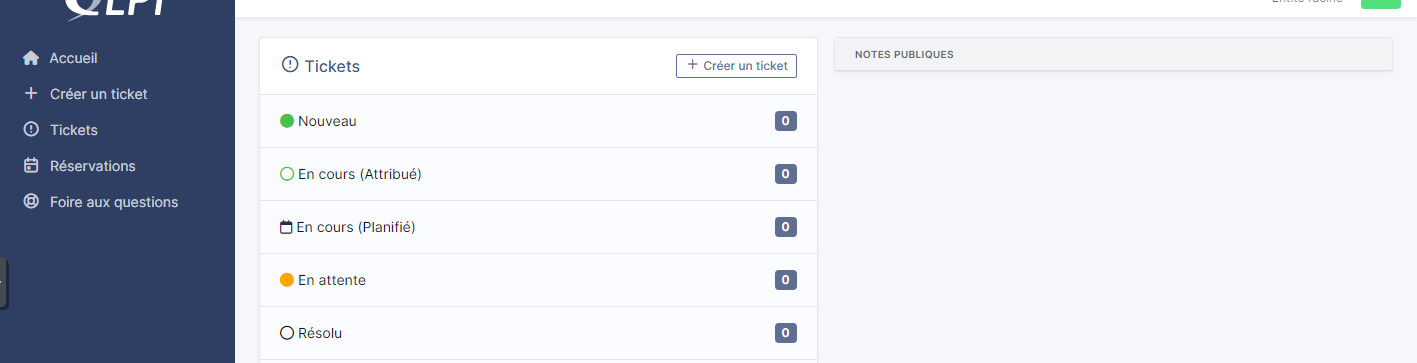 GLPI
Entité racine
Accueil
Créer un ticket
Tickets
Réservations
Foire aux questions
Tickets
Créer un ticket
Nouveau 0
En cours (Attribué) 0
En cours (Planifié) 0
En attente 0
Résolu 0
NOTES PUBLIQUES